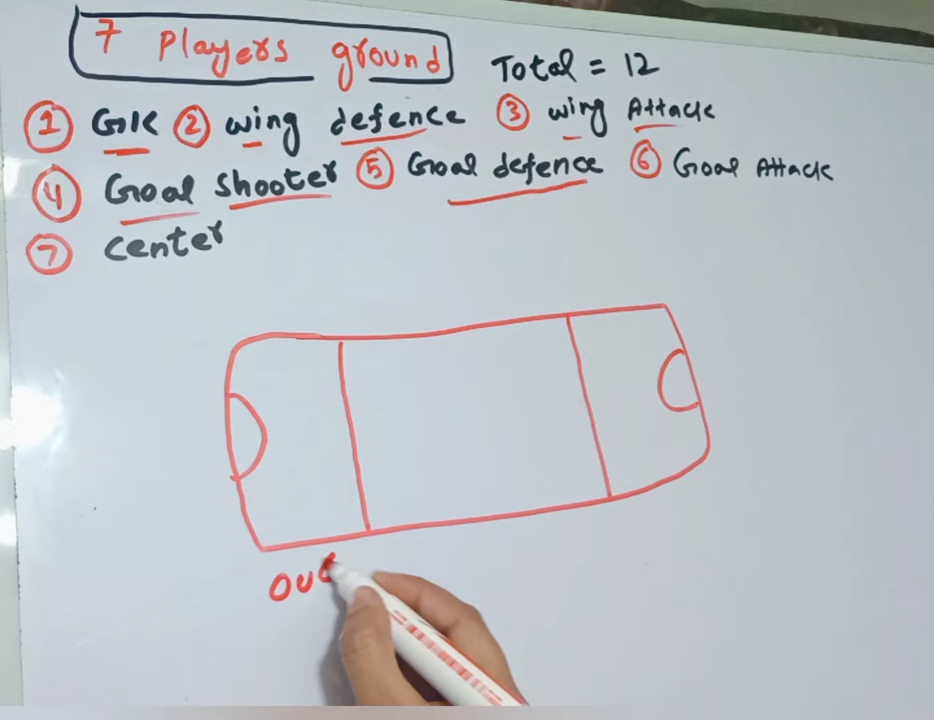 7 Players ground Total = 12
1 GK 2 wing defence 3 wing Attack
4 Goal shooter 5 Goal defence 6 Goal Attack
7 center